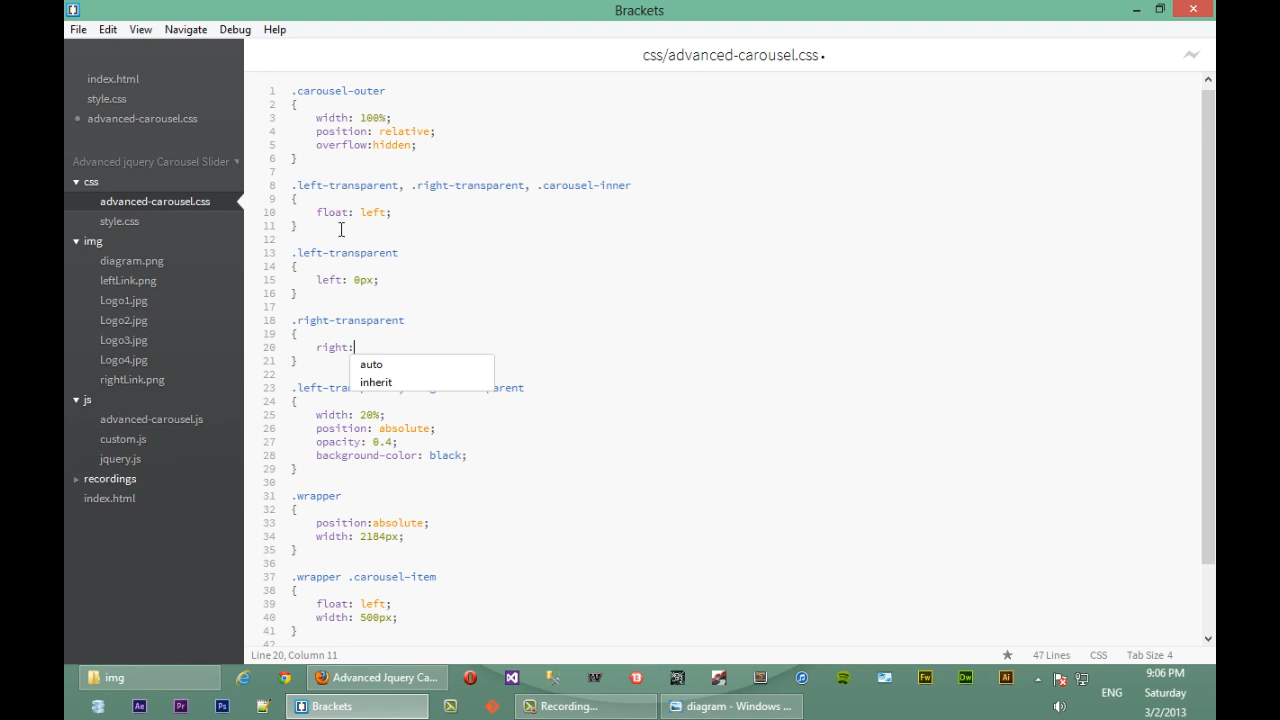 Brackets
File Edit View Navigate Debug Help
css/advanced-carousel.css •
index.html
style.css
advanced-carousel.css
Advanced jquery Carousel Slider
css
advanced-carousel.css
style.css
img
diagram.png
leftLink.png
Logo1.jpg
Logo2.jpg
Logo3.jpg
Logo4.jpg
rightLink.png
js
advanced-carousel.js
custom.js
jquery.js
recordings
index.html
1 .carousel-outer
2 {
3 width: 100%;
4 position: relative;
5 overflow:hidden;
6 }
7
8 .left-transparent, .right-transparent, .carousel-inner
9 {
10 float: left;
11 }
12
13 .left-transparent
14 {
15 left: 0px;
16 }
17
18 .right-transparent
19 {
20 right:
auto
inherit
21 }
22
23 .left-tra parent
24 {
25 width: 20%;
26 position: absolute;
27 opacity: 0.4;
28 background-color: black;
29 }
30
31 .wrapper
32 {
33 position:absolute;
34 width: 2184px;
35 }
36
37 .wrapper .carousel-item
38 {
39 float: left;
40 width: 500px;
41 }
42
Line 20, Column 11 47 Lines CSS Tab Size 4
img Advanced Jquery Ca... Fw Dw Ai 9:06 PM
Ae Pr Ps Brackets Recording... diagram - Windows ... ENG Saturday
3/2/2013